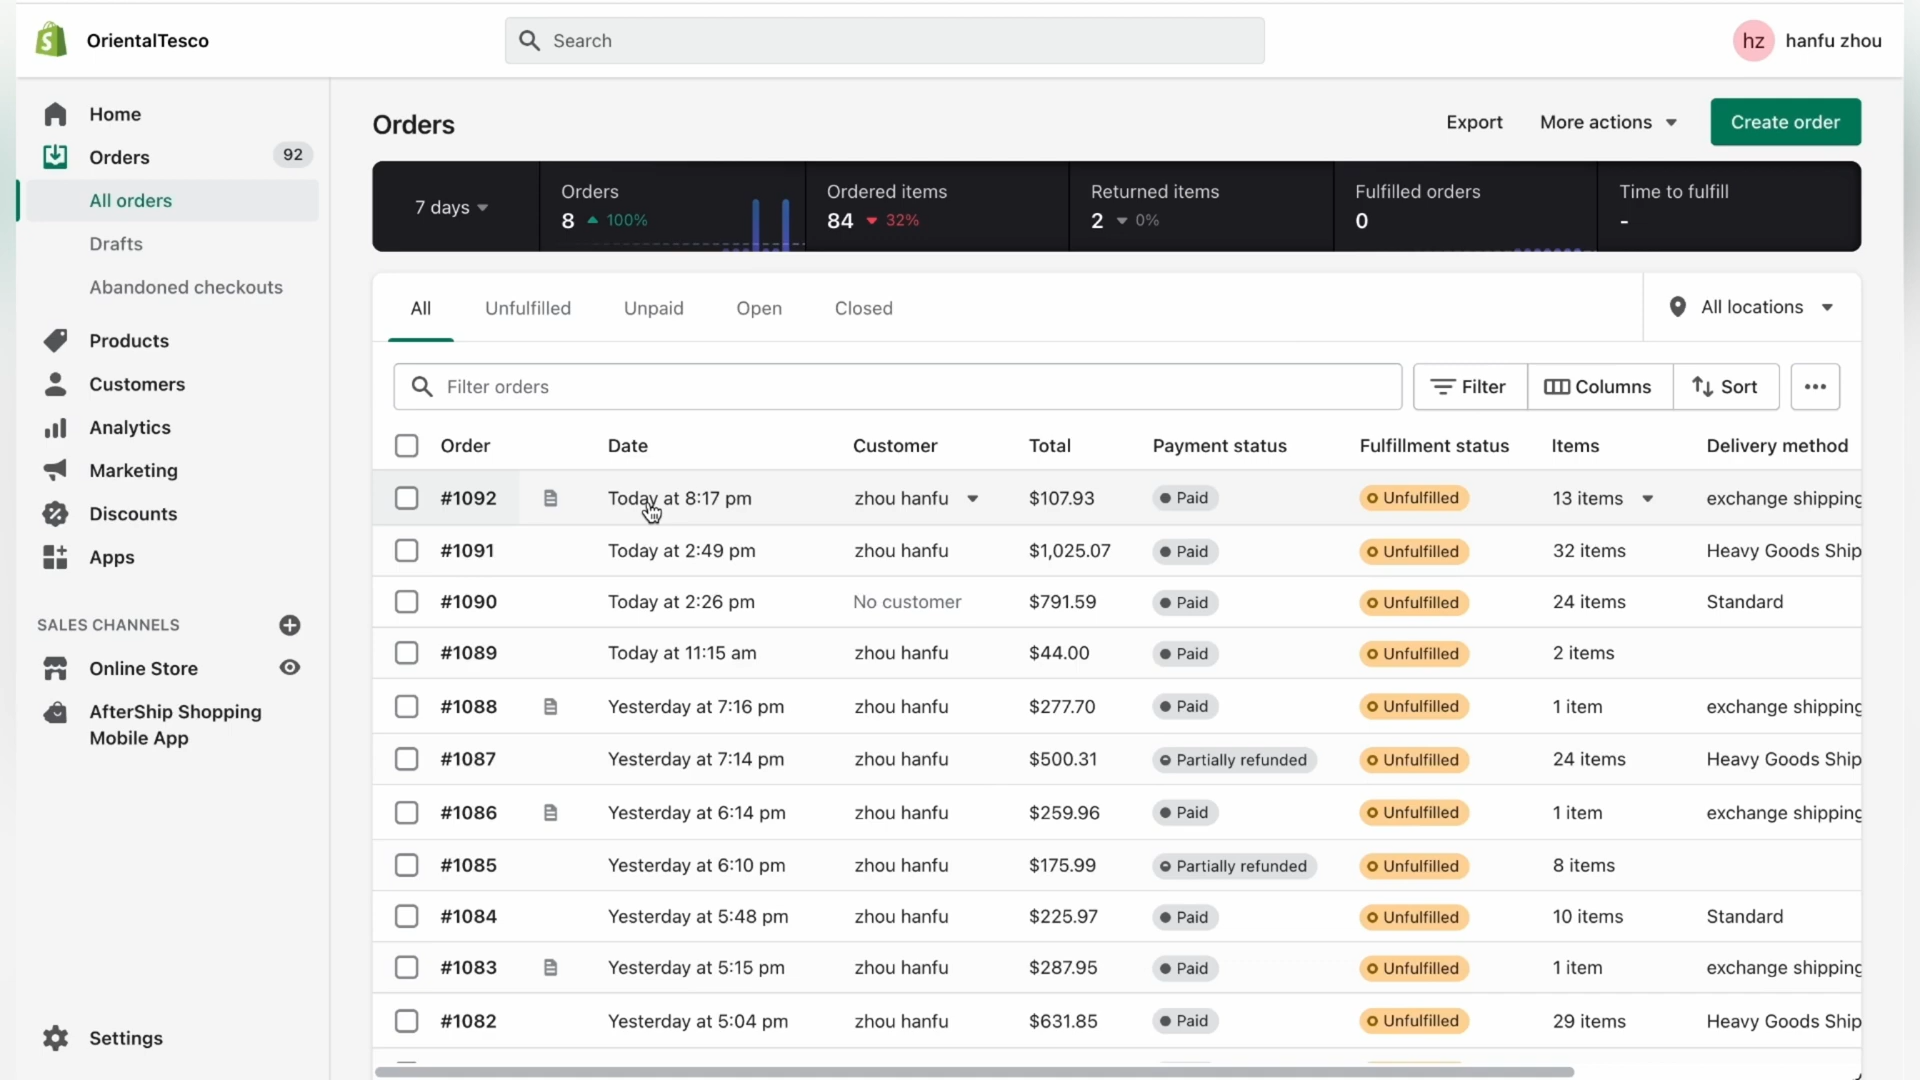 OrientalTesco
Search
hz hanfu zhou
Home
Orders 92
All orders
Drafts
Abandoned checkouts
Products
Customers
Analytics
Marketing
Discounts
Apps
SALES CHANNELS
Online Store
AfterShip Shopping
Mobile App
Settings
Orders
Export More actions Create order
7 days
Orders
8 100%
Ordered items
84 32%
Returned items
2 0%
Fulfilled orders
0
Time to fulfill
-
All Unfulfilled Unpaid Open Closed All locations
Filter orders Filter Columns Sort
Order Date Customer Total Payment status Fulfillment status Items Delivery method
#1092 Today at 8:17 pm zhou hanfu $107.93 Paid Unfulfilled 13 items exchange shipping
#1091 Today at 2:49 pm zhou hanfu $1,025.07 Paid Unfulfilled 32 items Heavy Goods Ship
#1090 Today at 2:26 pm No customer $791.59 Paid Unfulfilled 24 items Standard
#1089 Today at 11:15 am zhou hanfu $44.00 Paid Unfulfilled 2 items
#1088 Yesterday at 7:16 pm zhou hanfu $277.70 Paid Unfulfilled 1 item exchange shipping
#1087 Yesterday at 7:14 pm zhou hanfu $500.31 Partially refunded Unfulfilled 24 items Heavy Goods Ship
#1086 Yesterday at 6:14 pm zhou hanfu $259.96 Paid Unfulfilled 1 item exchange shipping
#1085 Yesterday at 6:10 pm zhou hanfu $175.99 Partially refunded Unfulfilled 8 items
#1084 Yesterday at 5:48 pm zhou hanfu $225.97 Paid Unfulfilled 10 items Standard
#1083 Yesterday at 5:15 pm zhou hanfu $287.95 Paid Unfulfilled 1 item exchange shipping
#1082 Yesterday at 5:04 pm zhou hanfu $631.85 Paid Unfulfilled 29 items Heavy Goods Ship